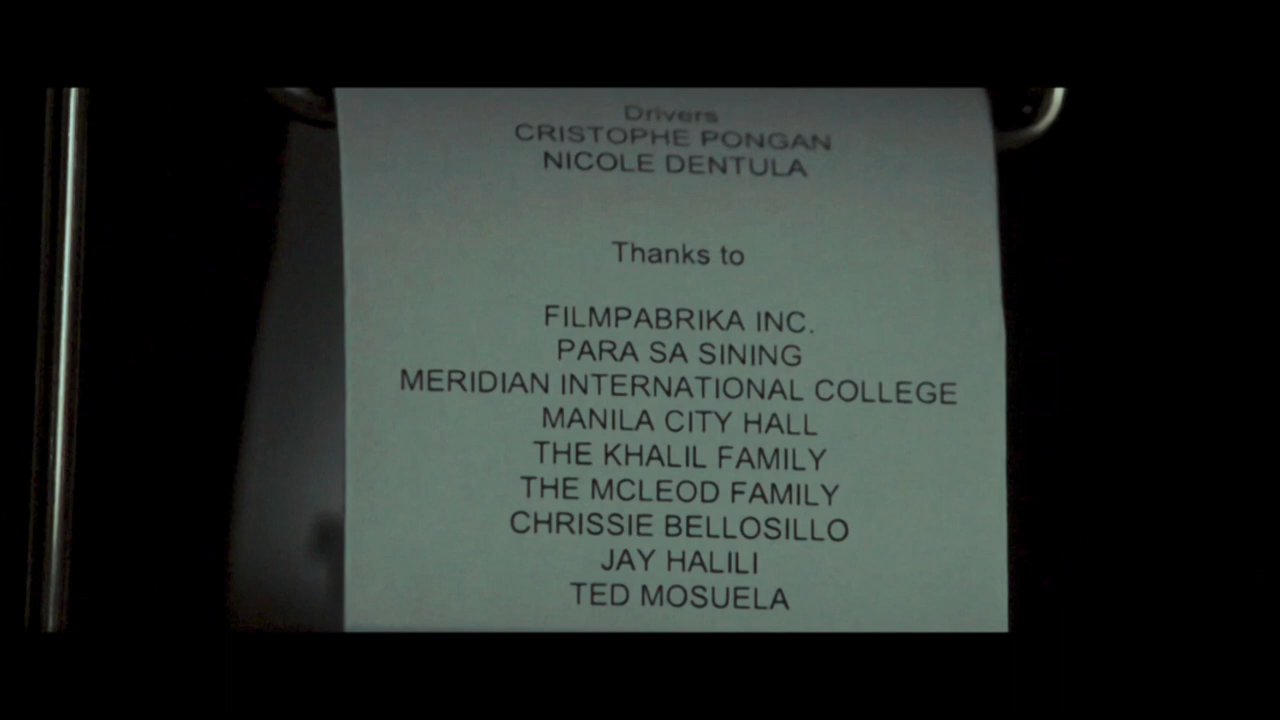 Drivers
CRISTOPHE PONGAN
NICOLE DENTULA
Thanks to
FILMPABRIKA INC.
PARA SA SINING
MERIDIAN INTERNATIONAL COLLEGE
MANILA CITY HALL
THE KHALIL FAMILY
THE MCLEOD FAMILY
CHRISSIE BELLOSILLO
JAY HALILI
TED MOSUELA